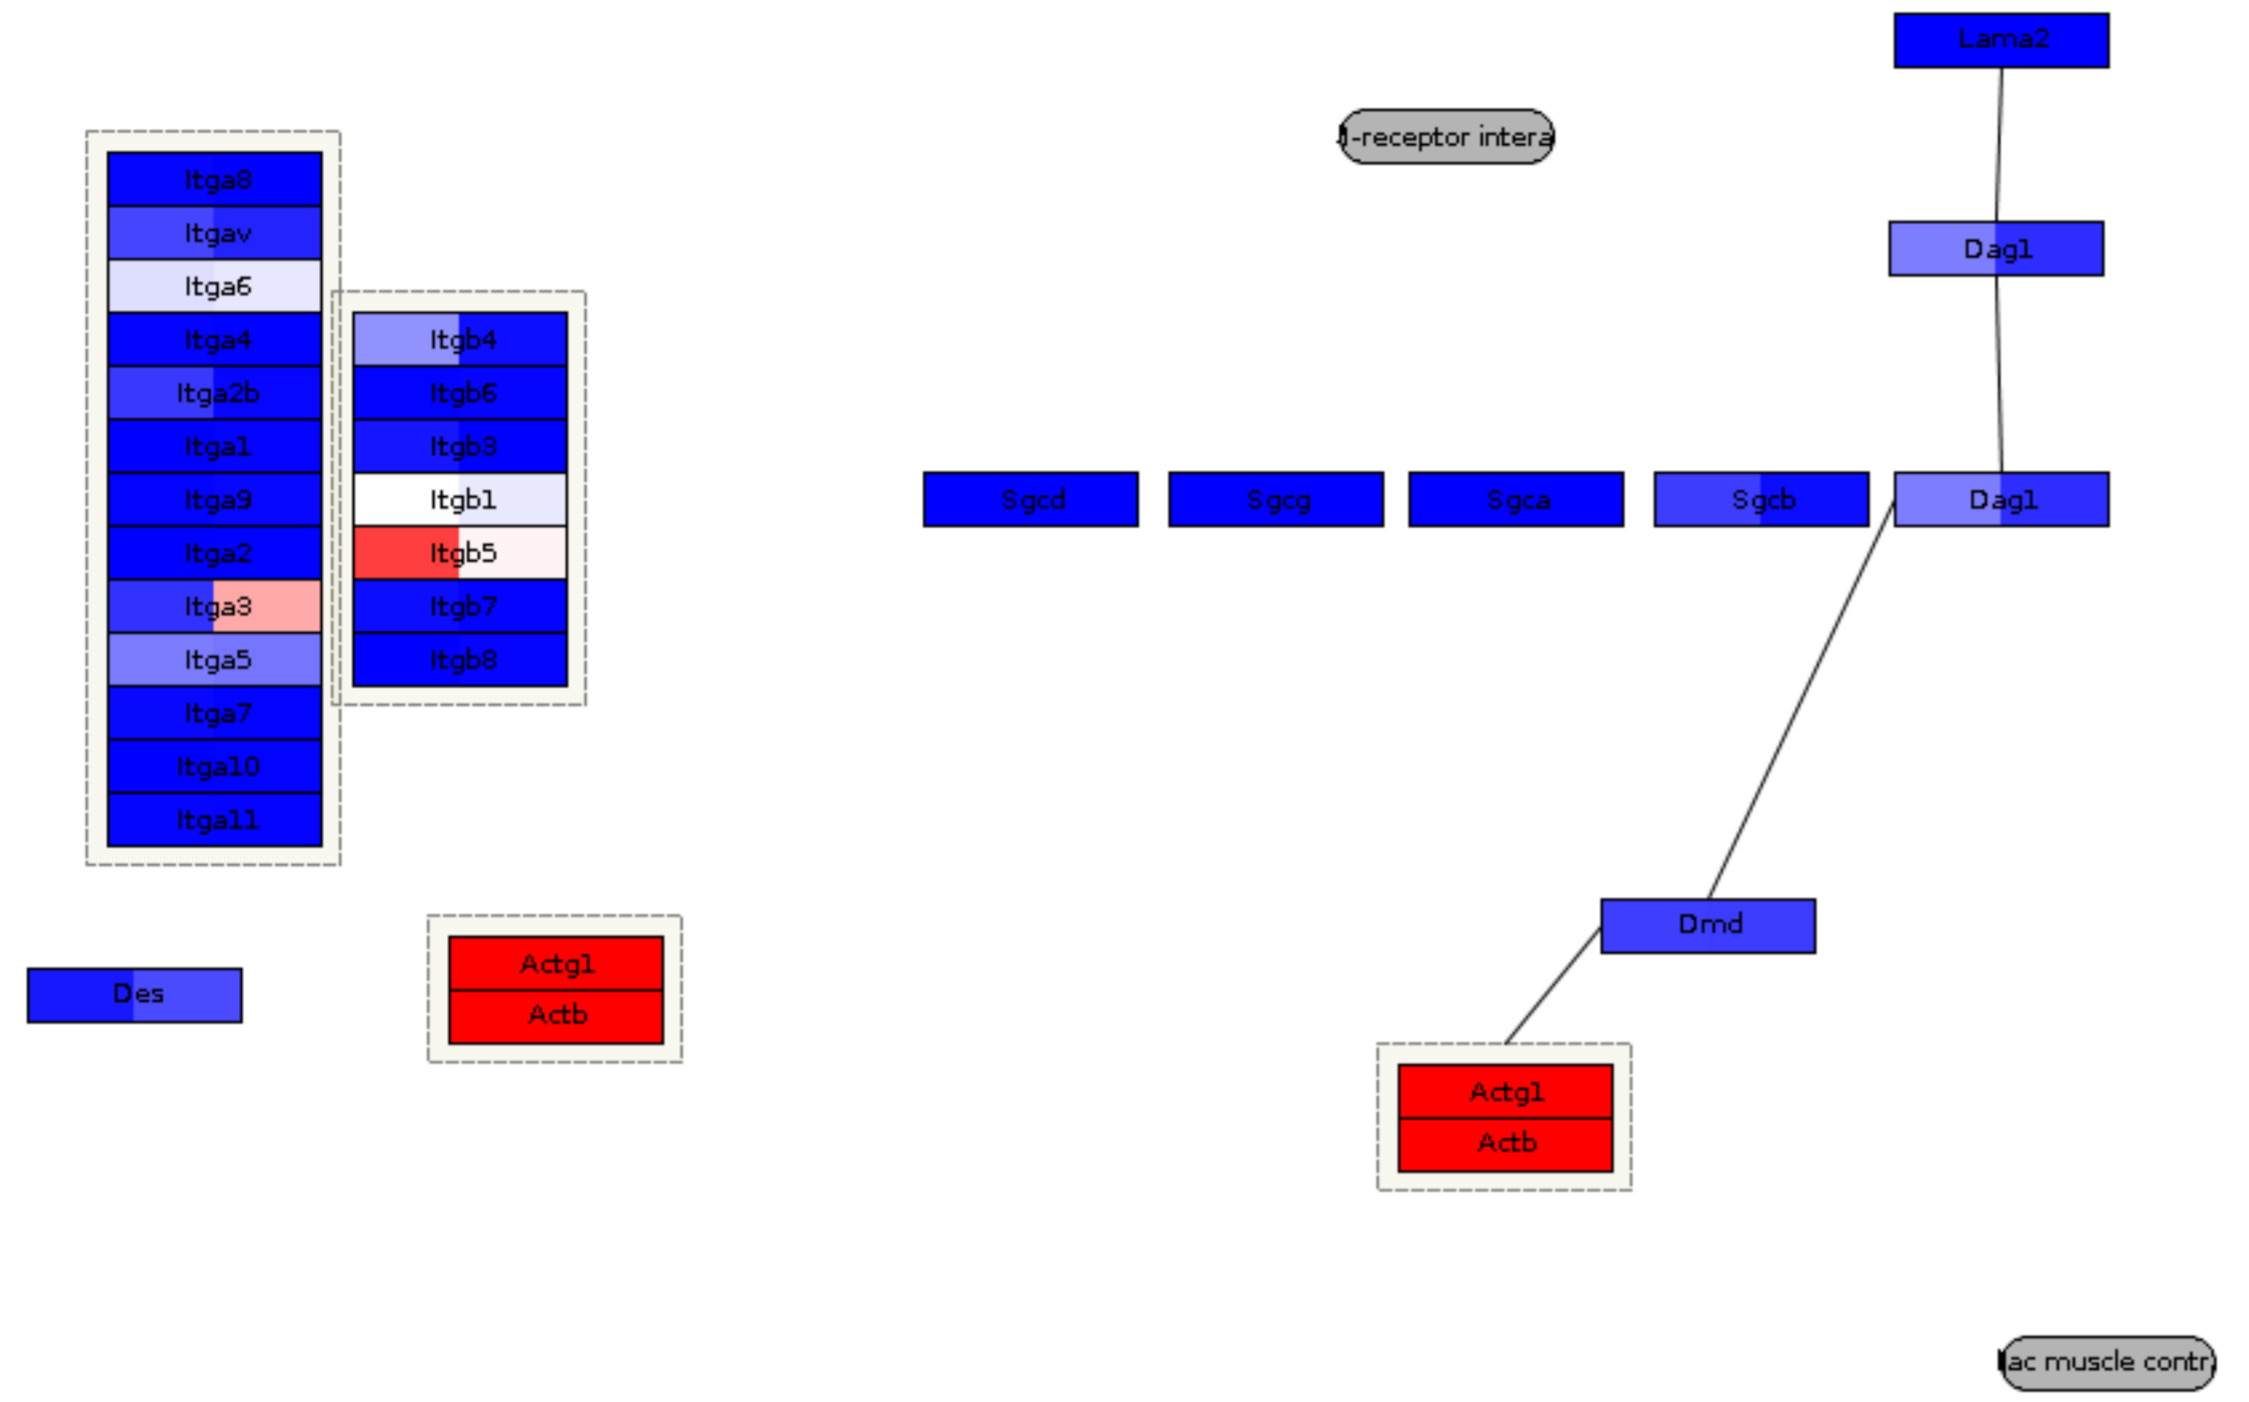 Lama2
-receptor intera
Itga8
Itgav
Itga6
Itga4
Itga2b
Itga1
Itga9
Itga2
Itga3
Itga5
Itga7
Itga10
Itga11
Itgb4
Itgb6
Itgb3
Itgb1
Itgb5
Itgb7
Itgb8
Dag1
Sgcd
Sgcg
Sgca
Sgcb
Dag1
Dmd
Des
Actg1
Actb
Actg1
Actb
ac muscle contr